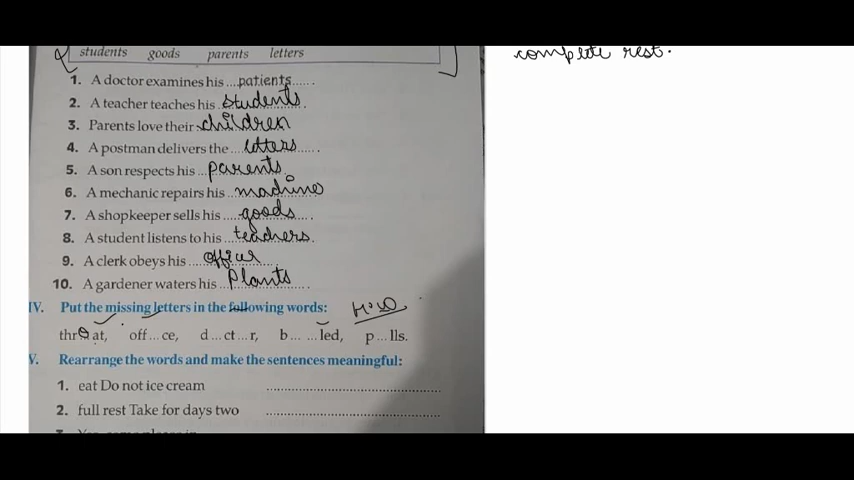 complete rest.
students goods parents letters
1. A doctor examines his ...patients......
2. A teacher teaches his students
3. Parents love their children
4. A postman delivers the ...letters......
5. A son respects his ...parents
6. A mechanic repairs his machine
7. A shopkeeper sells his ....goods....
8. A student listens to his teachers.
9. A clerk obeys his officer
10. A gardener waters his Plants
IV. Put the missing letters in the following words: H.W
throat, off...ce, d...ct...r, b... ...led, p...lls.
V. Rearrange the words and make the sentences meaningful:
1. eat Do not ice cream ................................................
2. full rest Take for days two ................................................